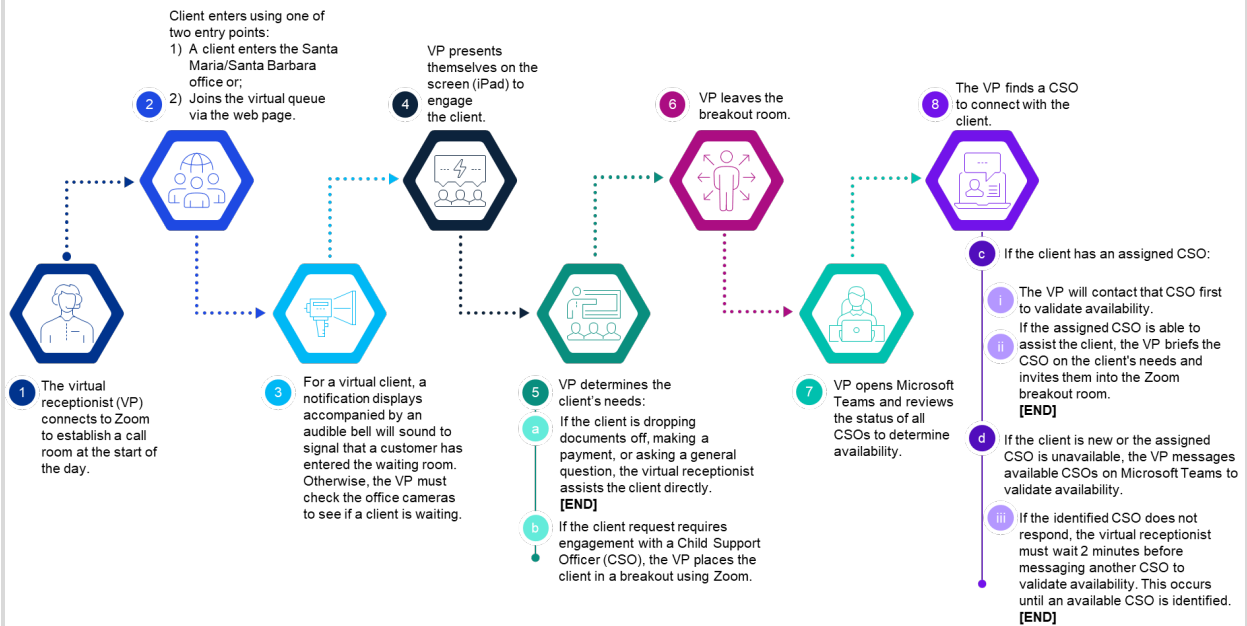 1
The virtual
receptionist (VP)
connects to Zoom
to establish a call
room at the start of
the day.
2
Client enters using one of
two entry points:
1) A client enters the Santa
Maria/Santa Barbara
office or;
2) Joins the virtual queue
via the web page.
3
For a virtual client, a
notification displays
accompanied by an
audible bell will sound to
signal that a customer has
entered the waiting room.
Otherwise, the VP must
check the office cameras
to see if a client is waiting.
4
VP presents
themselves on the
screen (iPad) to
engage
the client.
5
VP determines the
client's needs:
a
If the client is dropping
documents off, making a
payment, or asking a general
question, the virtual receptionist
assists the client directly.
[END]
b
If the client request requires
engagement with a Child Support
Officer (CSO), the VP places the
client in a breakout using Zoom.
6
VP leaves the
breakout room.
7
VP opens Microsoft
Teams and reviews
the status of all
CSOs to determine
availability.
8
The VP finds a CSO
to connect with the
client.
c
If the client has an assigned CSO:
i
The VP will contact that CSO first
to validate availability.
ii
If the assigned CSO is able to
assist the client, the VP briefs the
CSO on the client's needs and
invites them into the Zoom
breakout room.
[END]
d
If the client is new or the assigned
CSO is unavailable, the VP messages
available CSOs on Microsoft Teams to
validate availability.
iii
If the identified CSO does not
respond, the virtual receptionist
must wait 2 minutes before
messaging another CSO to
validate availability. This occurs
until an available CSO is identified.
[END]